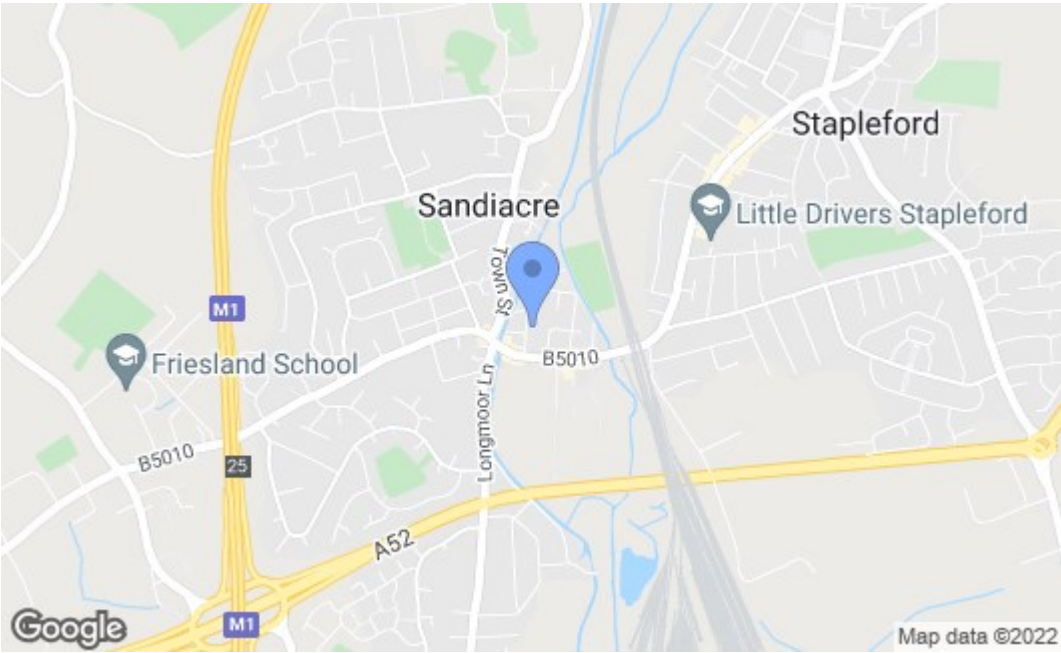 Stapleford
Sandiacre
Little Drivers Stapleford
Town St
M1
Friesland School
B5010
Longmoor Ln
B5010
25
A52
M1
Google
Map data ©2022